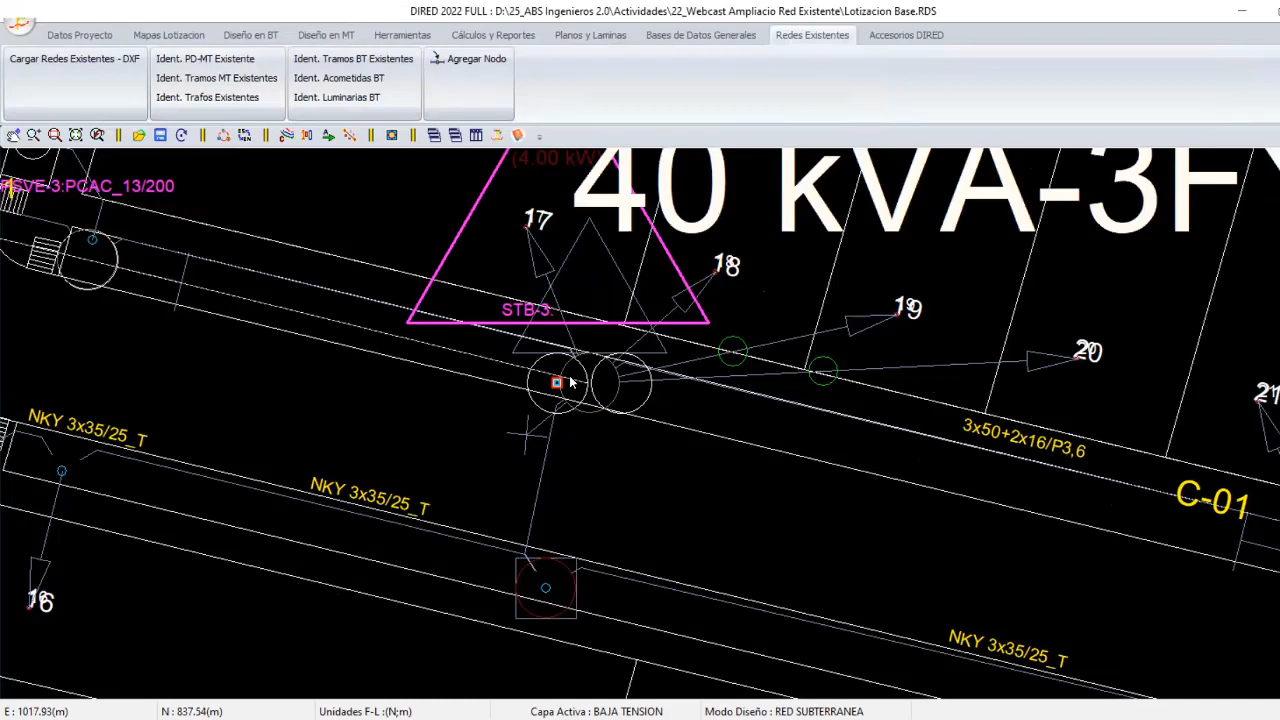 DIRED 2022 FULL : D:\25_ABS Ingenieros 2.0\Actividades\22_Webcast Ampliacio Red Existente\Lotizacion Base.RDS
Datos Proyecto
Mapas Lotizacion
Diseño en BT
Diseño en MT
Herramientas
Cálculos y Reportes
Planos y Laminas
Bases de Datos Generales
Redes Existentes
Accesorios DIRED
Cargar Redes Existentes - DXF
Ident. PD-MT Existente
Ident. Tramos BT Existentes
Agregar Nodo
Ident. Tramos MT Existentes
Ident. Acometidas BT
Ident. Trafos Existentes
Ident. Luminarias BT
(4.00 kW)
40 kVA-3F
PCAC_13/200
17
18
STB-3.
19
20
21
NKY 3x35/25_T
3x50+2x16/P3,6
NKY 3x35/25_T
C-01
16
NKY 3x35/25_T
E : 1017.93(m)
N : 837.54(m)
Unidades F-L :(N;m)
Capa Activa : BAJA TENSION
Modo Diseño : RED SUBTERRANEA